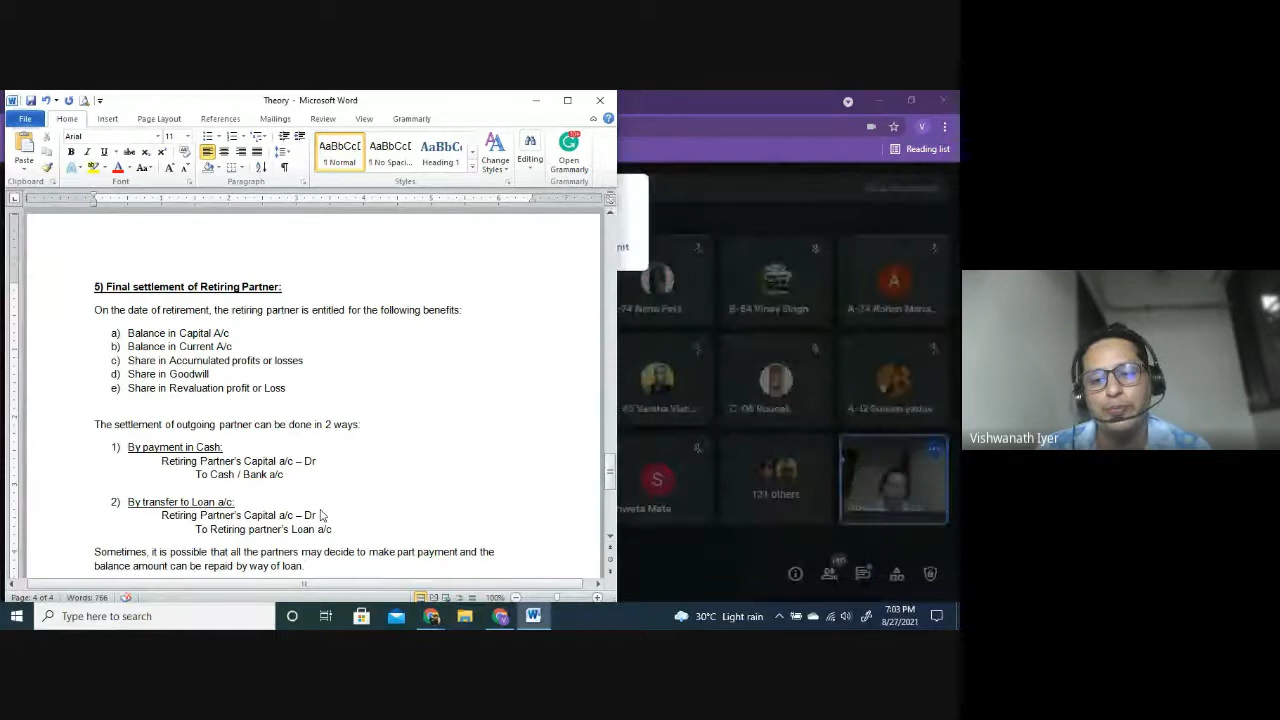 Theory - Microsoft Word
File Home Insert Page Layout References Mailings Review View Grammarly
Arial 11
Paste
AaBbCcI AaBbCcI AaBbC
¶ Normal ¶ No Spaci... Heading 1
Change Styles
Editing
Open Grammarly
Clipboard Font Paragraph Styles Grammarly
5) Final settlement of Retiring Partner:
On the date of retirement, the retiring partner is entitled for the following benefits:
a) Balance in Capital A/c
b) Balance in Current A/c
c) Share in Accumulated profits or losses
d) Share in Goodwill
e) Share in Revaluation profit or Loss
The settlement of outgoing partner can be done in 2 ways:
1) By payment in Cash:
Retiring Partner's Capital a/c – Dr
To Cash / Bank a/c
2) By transfer to Loan a/c:
Retiring Partner's Capital a/c – Dr
To Retiring partner's Loan a/c
Sometimes, it is possible that all the partners may decide to make part payment and the
balance amount can be repaid by way of loan.
Page: 4 of 4 Words: 766 100%
V
Reading list
A
S
131 others
Shweta Mate
Vishwanath Iyer
Type here to search
30°C Light rain
7:03 PM
8/27/2021